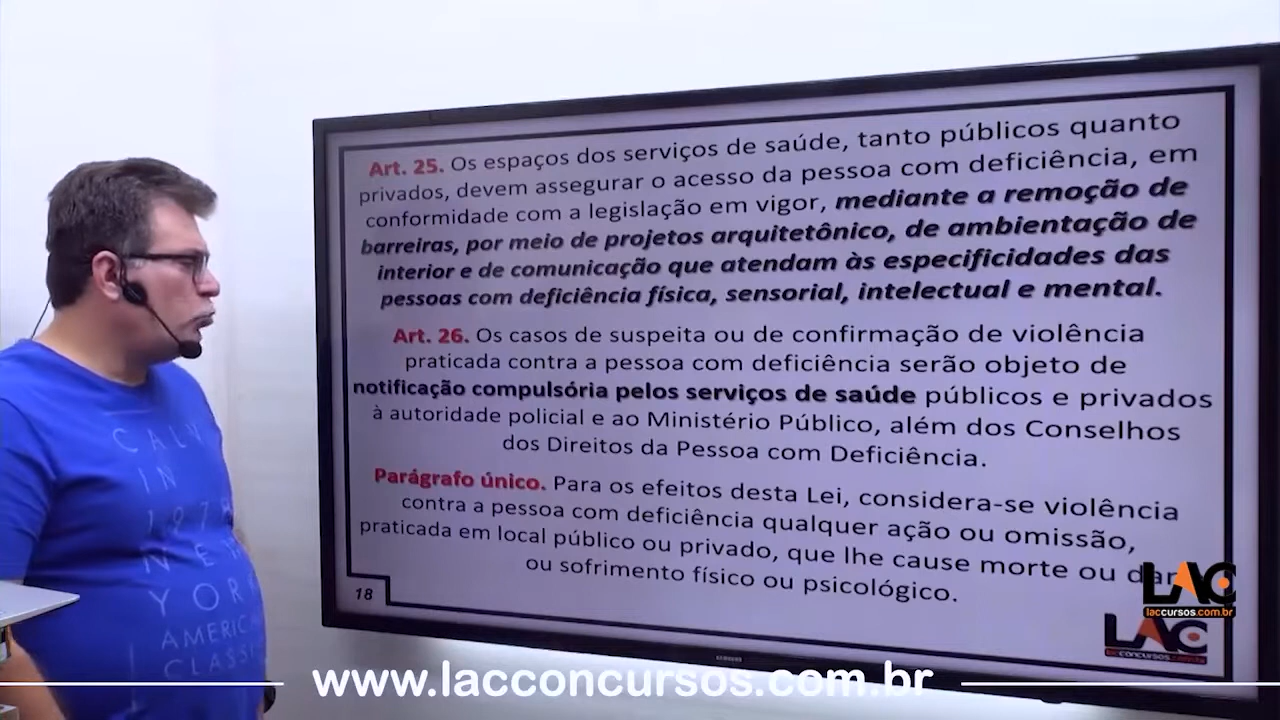 Art. 25. Os espaços dos serviços de saúde, tanto públicos quanto
privados, devem assegurar o acesso da pessoa com deficiência, em
conformidade com a legislação em vigor, mediante a remoção de
barreiras, por meio de projetos arquitetônico, de ambientação de
interior e de comunicação que atendam às especificidades das
pessoas com deficiência física, sensorial, intelectual e mental.
Art. 26. Os casos de suspeita ou de confirmação de violência
praticada contra a pessoa com deficiência serão objeto de
notificação compulsória pelos serviços de saúde públicos e privados
à autoridade policial e ao Ministério Público, além dos Conselhos
dos Direitos da Pessoa com Deficiência.
Parágrafo único. Para os efeitos desta Lei, considera-se violência
contra a pessoa com deficiência qualquer ação ou omissão,
praticada em local público ou privado, que lhe cause morte ou
ou sofrimento físico ou psicológico.
18
LAC
laccursos.com.br
LAC
CALV
IN
NEW
YORK
AMERICA
CLASSI
www.lacconcursos.com.br